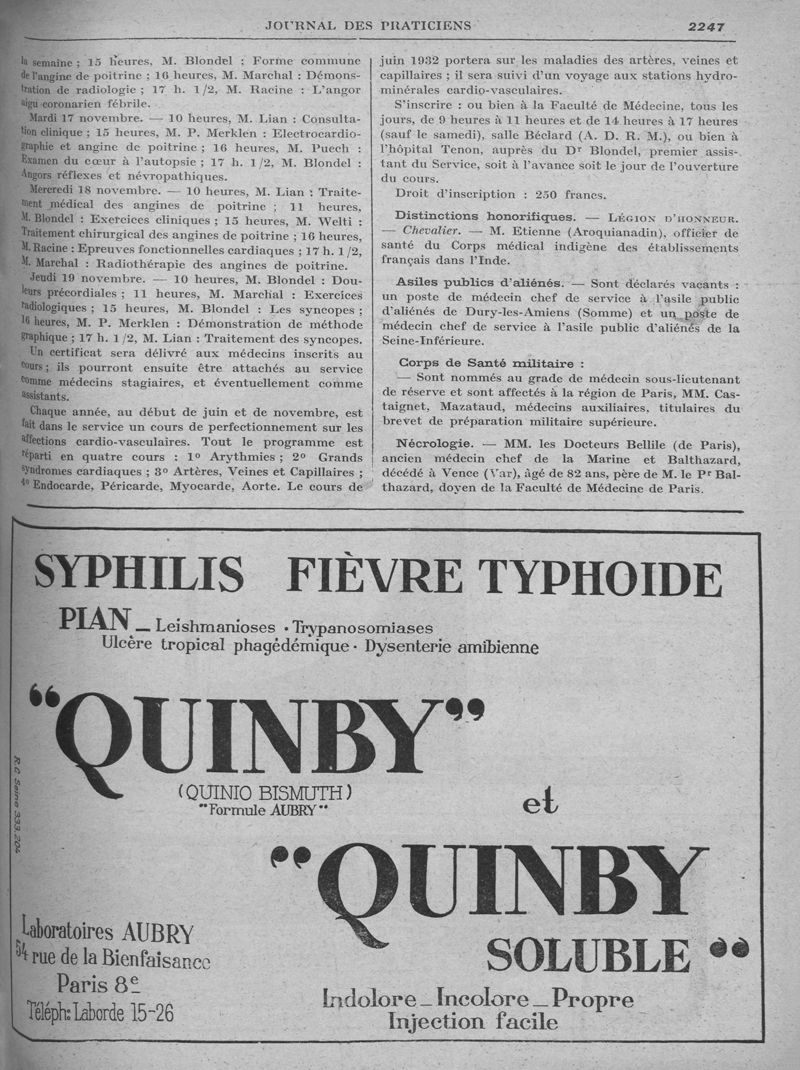 JOURNAL DES PRATICIENS
2247
la semaine ; 15 heures, M. Blondel : Forme commune
de l'angine de poitrine ; 16 heures, M. Marchal : Démons-
tration de radiologie ; 17 h. 1/2, M. Racine : L'angor
aigu coronarien fébrile.
Mardi 17 novembre. — 10 heures, M. Lian : Consulta-
tion clinique ; 15 heures, M. P. Merklen : Electrocardio-
graphie et angine de poitrine ; 16 heures, M. Puech :
Examen du cœur à l'autopsie ; 17 h. 1/2, M. Blondel :
Angors réflexes et névropathiques.
Mercredi 18 novembre. — 10 heures, M. Lian : Traite-
ment médical des angines de poitrine ; 11 heures,
M. Blondel : Exercices cliniques ; 15 heures, M. Welti :
Traitement chirurgical des angines de poitrine ; 16 heures,
M. Racine : Epreuves fonctionnelles cardiaques ; 17 h. 1/2,
M. Marchal : Radiothérapie des angines de poitrine.
Jeudi 19 novembre. — 10 heures, M. Blondel : Dou-
leurs précordiales ; 11 heures, M. Marchal : Exercices
radiologiques ; 15 heures, M. Blondel : Les syncopes ;
16 heures, M. P. Merklen : Démonstration de méthode
graphique ; 17 h. 1/2, M. Lian : Traitement des syncopes.
Un certificat sera délivré aux médecins inscrits au
cours ; ils pourront ensuite être attachés au service
comme médecins stagiaires, et éventuellement comme
assistants.
Chaque année, au début de juin et de novembre, est
fait dans le service un cours de perfectionnement sur les
affections cardio-vasculaires. Tout le programme est
réparti en quatre cours : 1º Arythmies ; 2º Grands
syndromes cardiaques ; 3º Artères, Veines et Capillaires ;
4º Endocarde, Péricarde, Myocarde, Aorte. Le cours de
juin 1932 portera sur les maladies des artères, veines et
capillaires ; il sera suivi d'un voyage aux stations hydro-
minérales cardio-vasculaires.
S'inscrire : ou bien à la Faculté de Médecine, tous les
jours, de 9 heures à 11 heures et de 14 heures à 17 heures
(sauf le samedi), salle Béclard (A. D. R. M.), ou bien à
l'hôpital Tenon, auprès du Dr Blondel, premier assis-
tant du Service, soit à l'avance soit le jour de l'ouverture
du cours.
Droit d'inscription : 250 francs.
Distinctions honorifiques. — LÉGION D'HONNEUR.
— Chevalier. — M. Etienne (Aroquianadin), officier de
santé du Corps médical indigène des établissements
français dans l'Inde.
Asiles publics d'aliénés. — Sont déclarés vacants :
un poste de médecin chef de service à l'asile public
d'aliénés de Dury-les-Amiens (Somme) et un poste de
médecin chef de service à l'asile public d'aliénés de la
Seine-Inférieure.
Corps de Santé militaire :
— Sont nommés au grade de médecin sous-lieutenant
de réserve et sont affectés à la région de Paris, MM. Cas-
taignet, Mazataud, médecins auxiliaires, titulaires du
brevet de préparation militaire supérieure.
Nécrologie. — MM. les Docteurs Bellile (de Paris),
ancien médecin chef de la Marine et Balthazard,
décédé à Vence (Var), âgé de 82 ans, père de M. le Pr Bal-
thazard, doyen de la Faculté de Médecine de Paris.
SYPHILIS FIÈVRE TYPHOIDE
PIAN — Leishmanioses • Trypanosomiases
Ulcère tropical phagédémique • Dysenterie amibienne
“QUINBY”
(QUINIO BISMUTH)
"Formule AUBRY"
et
"QUINBY
SOLUBLE"
Indolore — Incolore — Propre
Injection facile
Laboratoires AUBRY
54 rue de la Bienfaisance
Paris 8e
Téléph: Laborde 15-26
R.C. Seine 333.204